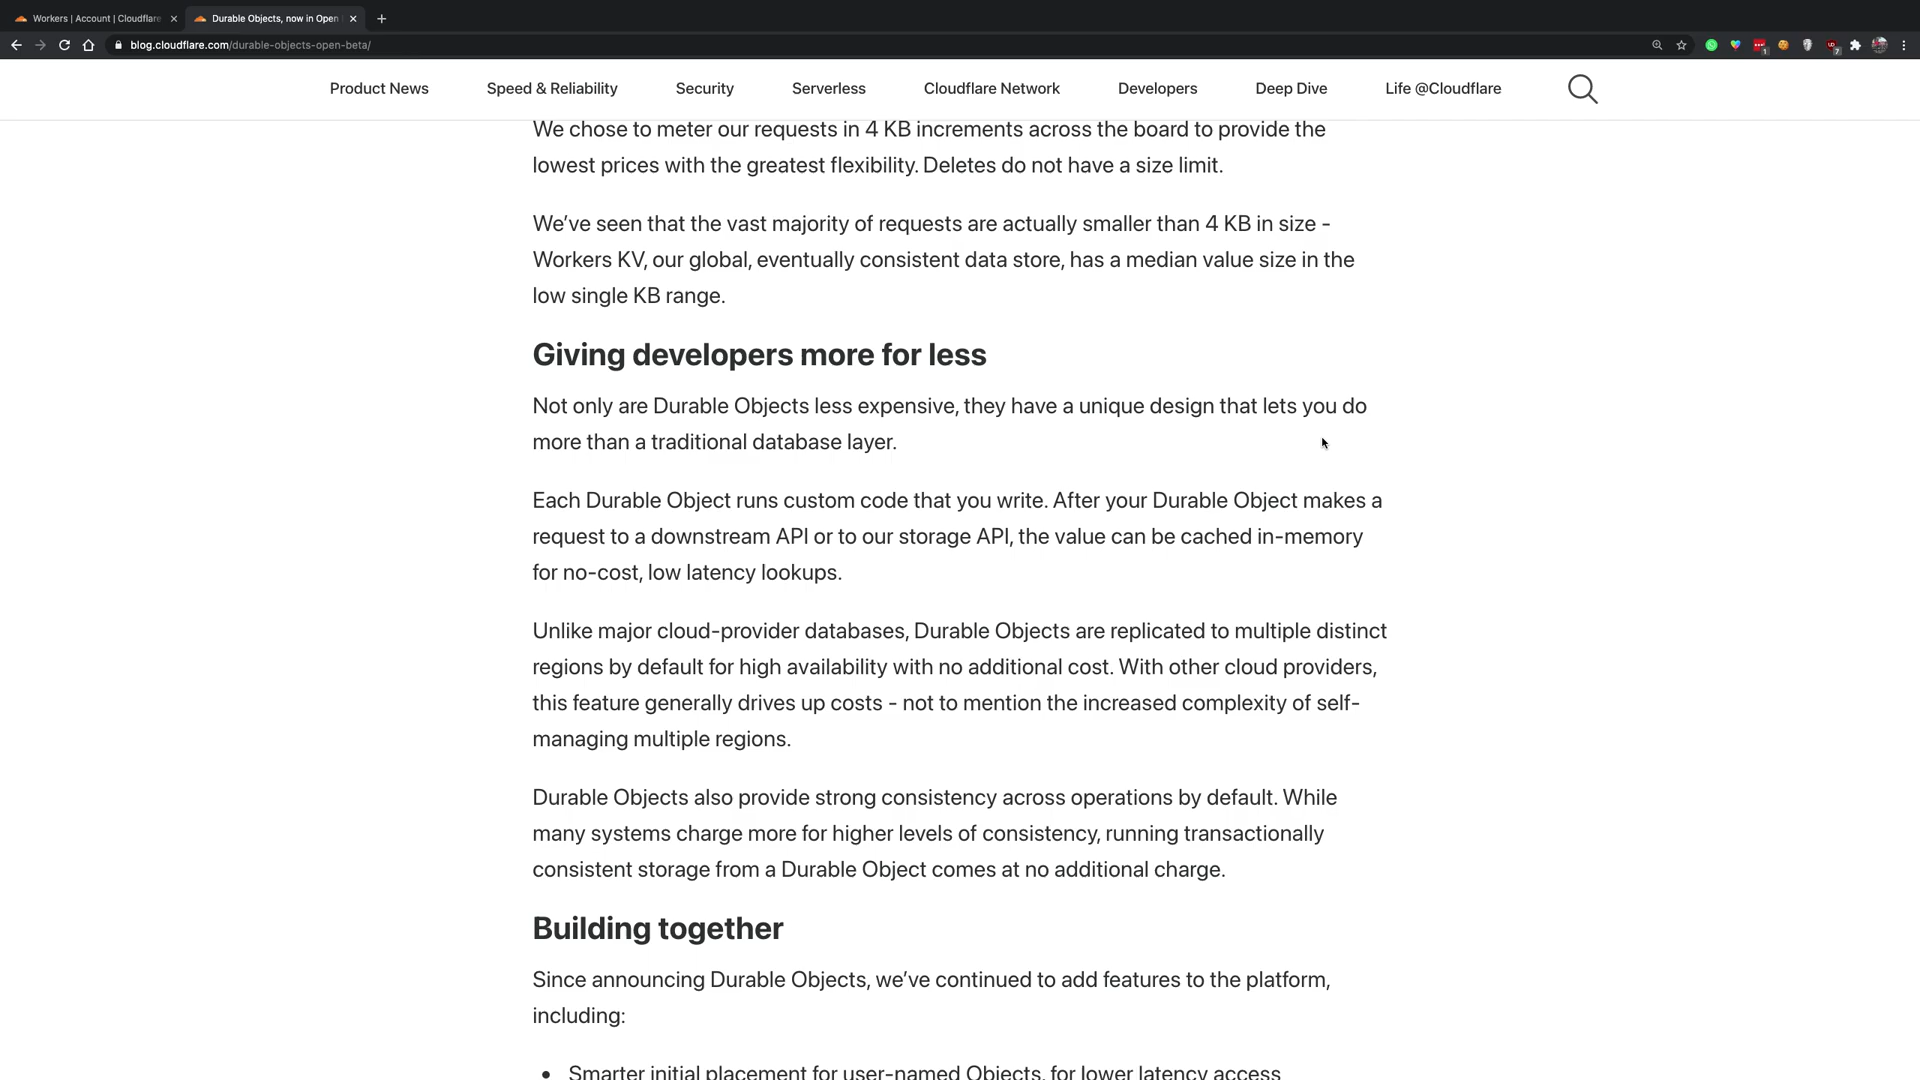 Workers | Account | Cloudflare
Durable Objects, now in Open
blog.cloudflare.com/durable-objects-open-beta/
Product News
Speed & Reliability
Security
Serverless
Cloudflare Network
Developers
Deep Dive
Life @Cloudflare
We chose to meter our requests in 4 KB increments across the board to provide the
lowest prices with the greatest flexibility. Deletes do not have a size limit.
We’ve seen that the vast majority of requests are actually smaller than 4 KB in size -
Workers KV, our global, eventually consistent data store, has a median value size in the
low single KB range.
Giving developers more for less
Not only are Durable Objects less expensive, they have a unique design that lets you do
more than a traditional database layer.
Each Durable Object runs custom code that you write. After your Durable Object makes a
request to a downstream API or to our storage API, the value can be cached in-memory
for no-cost, low latency lookups.
Unlike major cloud-provider databases, Durable Objects are replicated to multiple distinct
regions by default for high availability with no additional cost. With other cloud providers,
this feature generally drives up costs - not to mention the increased complexity of self-
managing multiple regions.
Durable Objects also provide strong consistency across operations by default. While
many systems charge more for higher levels of consistency, running transactionally
consistent storage from a Durable Object comes at no additional charge.
Building together
Since announcing Durable Objects, we’ve continued to add features to the platform,
including:
• Smarter initial placement for user-named Objects, for lower latency access